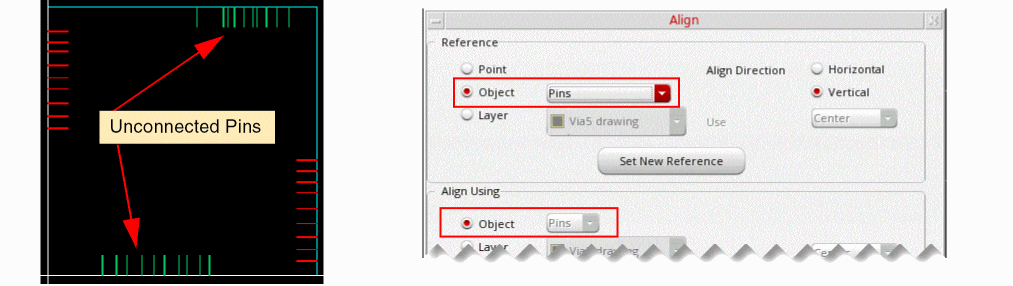 Unconnected Pins
Align
Reference
Point
Align Direction
Horizontal
Object
Pins
Vertical
Layer
Via5 drawing
Use
Center
Set New Reference
Align Using
Object
Pins
Layer
Via5 drawing
Center